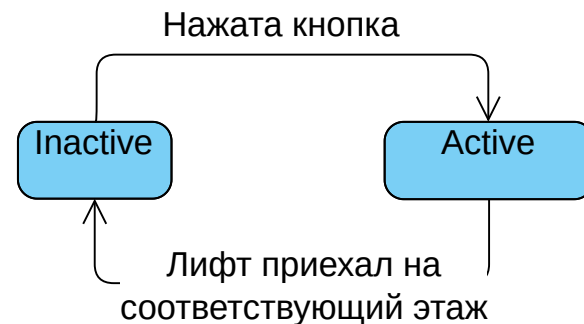 Нажата кнопка
Inactive
Active
Лифт приехал на
соответствующий этаж